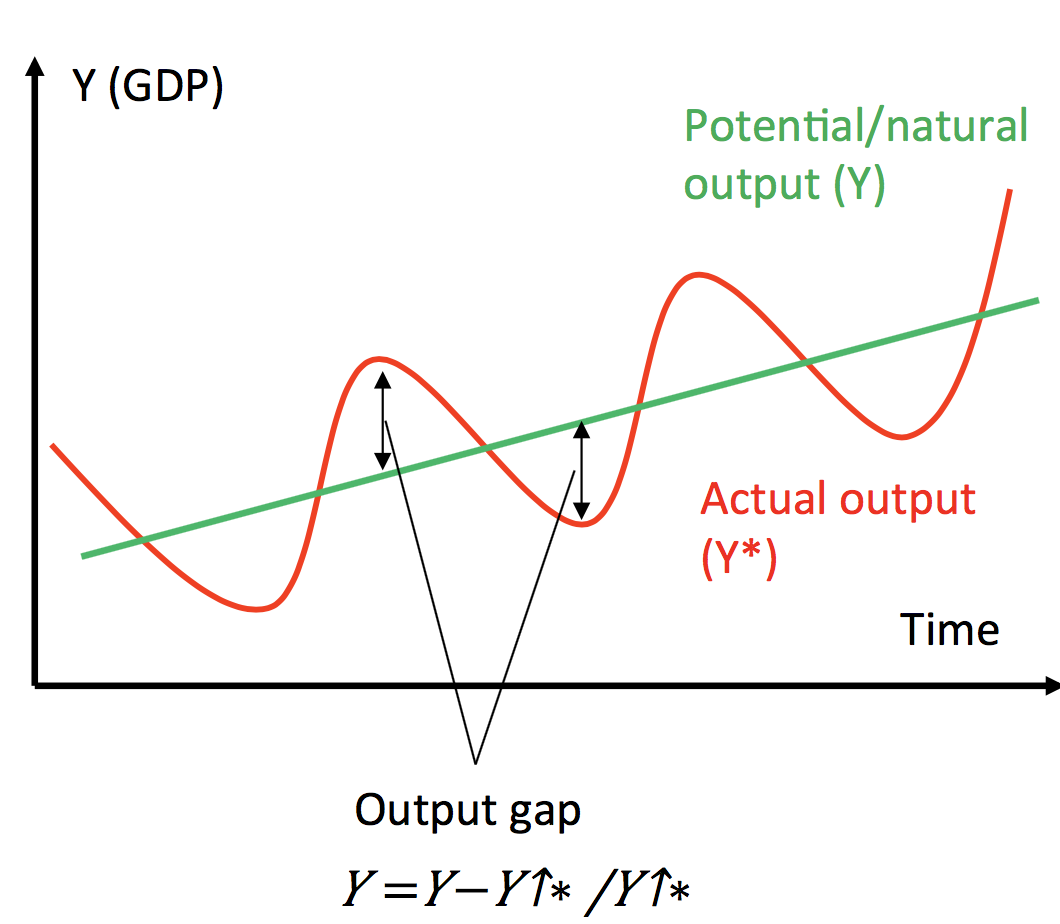 Y (GDP)
Potential/natural
output (Y)
Actual output
(Y*)
Time
Output gap
Y=Y−Y↑* /Y↑*